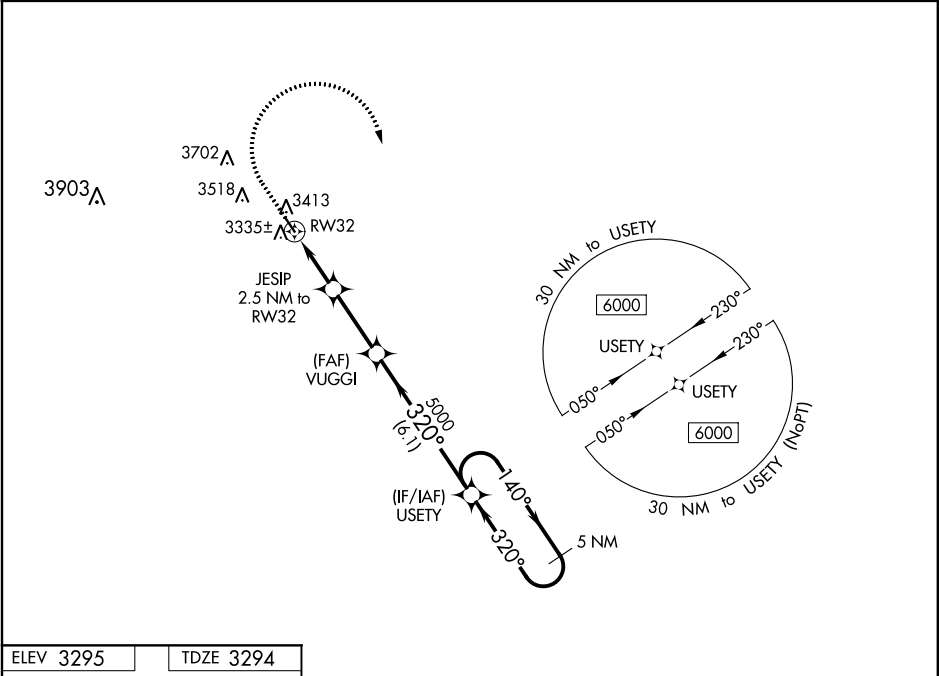 3702
3903
3518
3413
3335±
RW32
JESIP
2.5 NM to
RW32
(FAF)
VUGGI
5000
320°
(6.1)
(IF/IAF)
USETY
140°
320°
5 NM
30 NM to USETY
6000
230°
USETY
050°
230°
USETY
050°
6000
30 NM to USETY (NoPT)
ELEV 3295
TDZE 3294